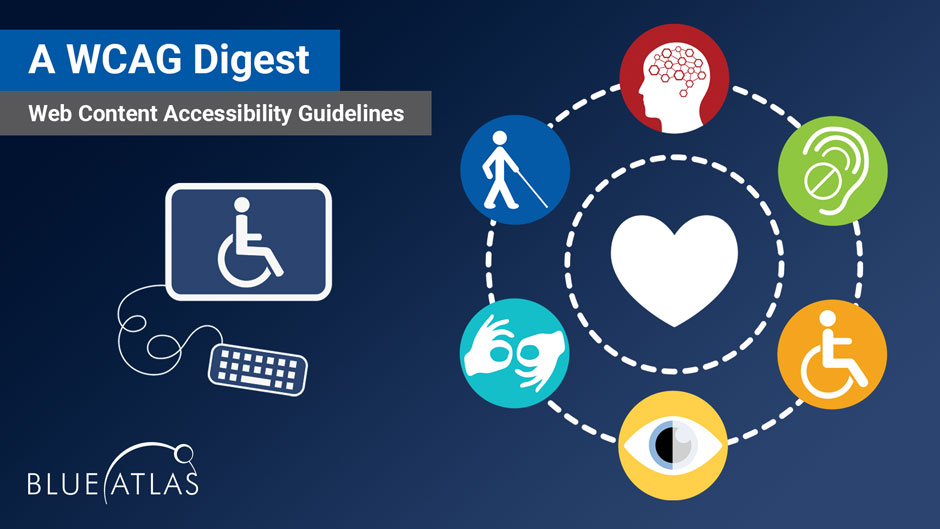 A WCAG Digest
Web Content Accessibility Guidelines
BLUE ATLAS